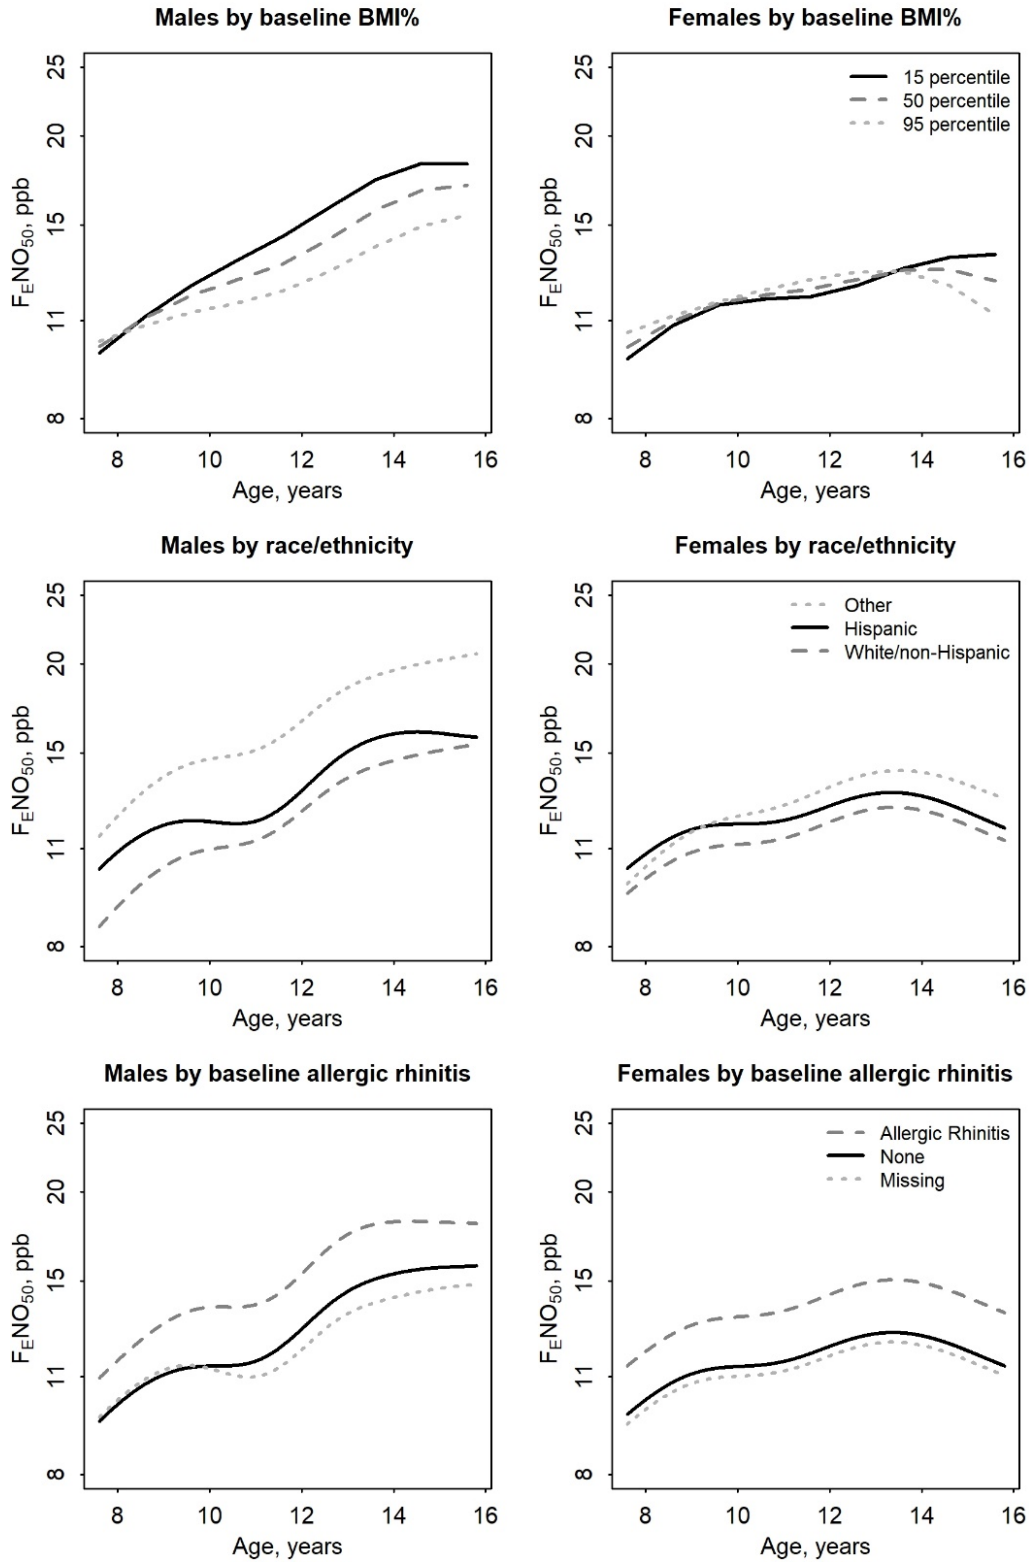 Males by baseline BMI%
25
20
15
11
8
FENO50, ppb
8 10 12 14 16
Age, years
Females by baseline BMI%
15 percentile
50 percentile
95 percentile
25
20
15
11
8
FENO50, ppb
8 10 12 14 16
Age, years
Males by race/ethnicity
25
20
15
11
8
FENO50, ppb
8 10 12 14 16
Age, years
Females by race/ethnicity
Other
Hispanic
White/non-Hispanic
25
20
15
11
8
FENO50, ppb
8 10 12 14 16
Age, years
Males by baseline allergic rhinitis
25
20
15
11
8
FENO50, ppb
8 10 12 14 16
Age, years
Females by baseline allergic rhinitis
Allergic Rhinitis
None
Missing
25
20
15
11
8
FENO50, ppb
8 10 12 14 16
Age, years